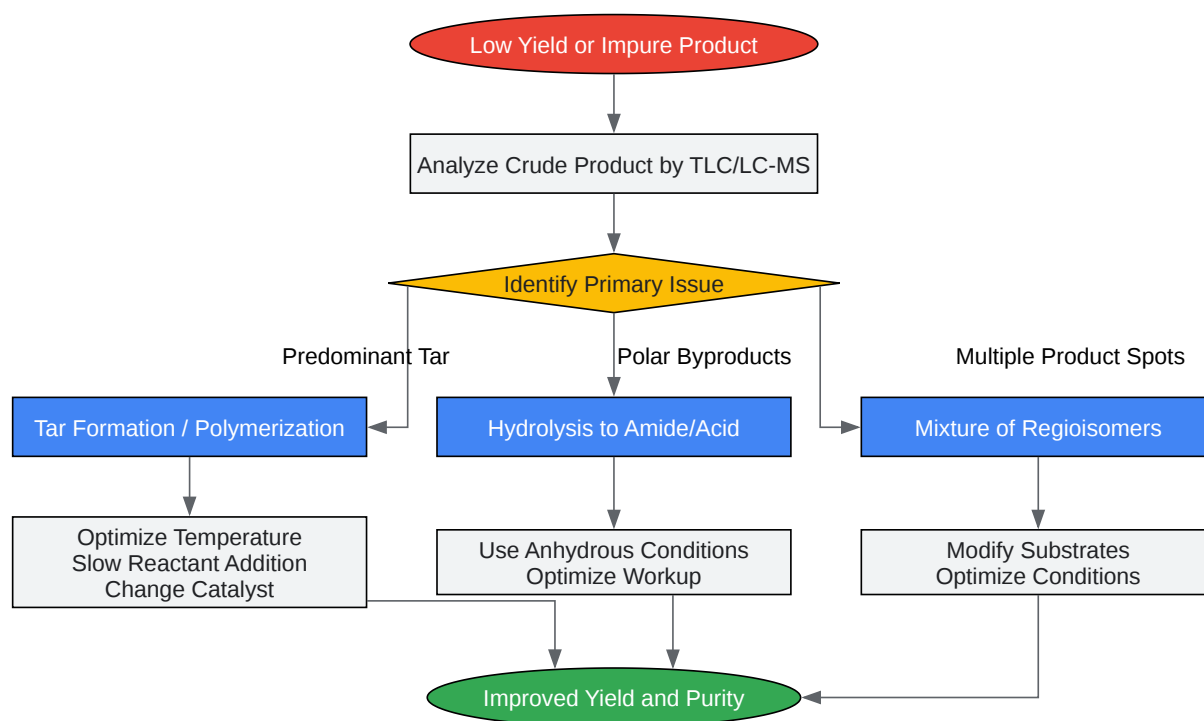 Low Yield or Impure Product
Analyze Crude Product by TLC/LC-MS
Identify Primary Issue
Predominant Tar
Polar Byproducts
Multiple Product Spots
Tar Formation / Polymerization
Hydrolysis to Amide/Acid
Mixture of Regioisomers
Optimize Temperature
Slow Reactant Addition
Change Catalyst
Use Anhydrous Conditions
Optimize Workup
Modify Substrates
Optimize Conditions
Improved Yield and Purity